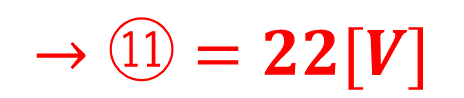 → ⑪ = 22[V]